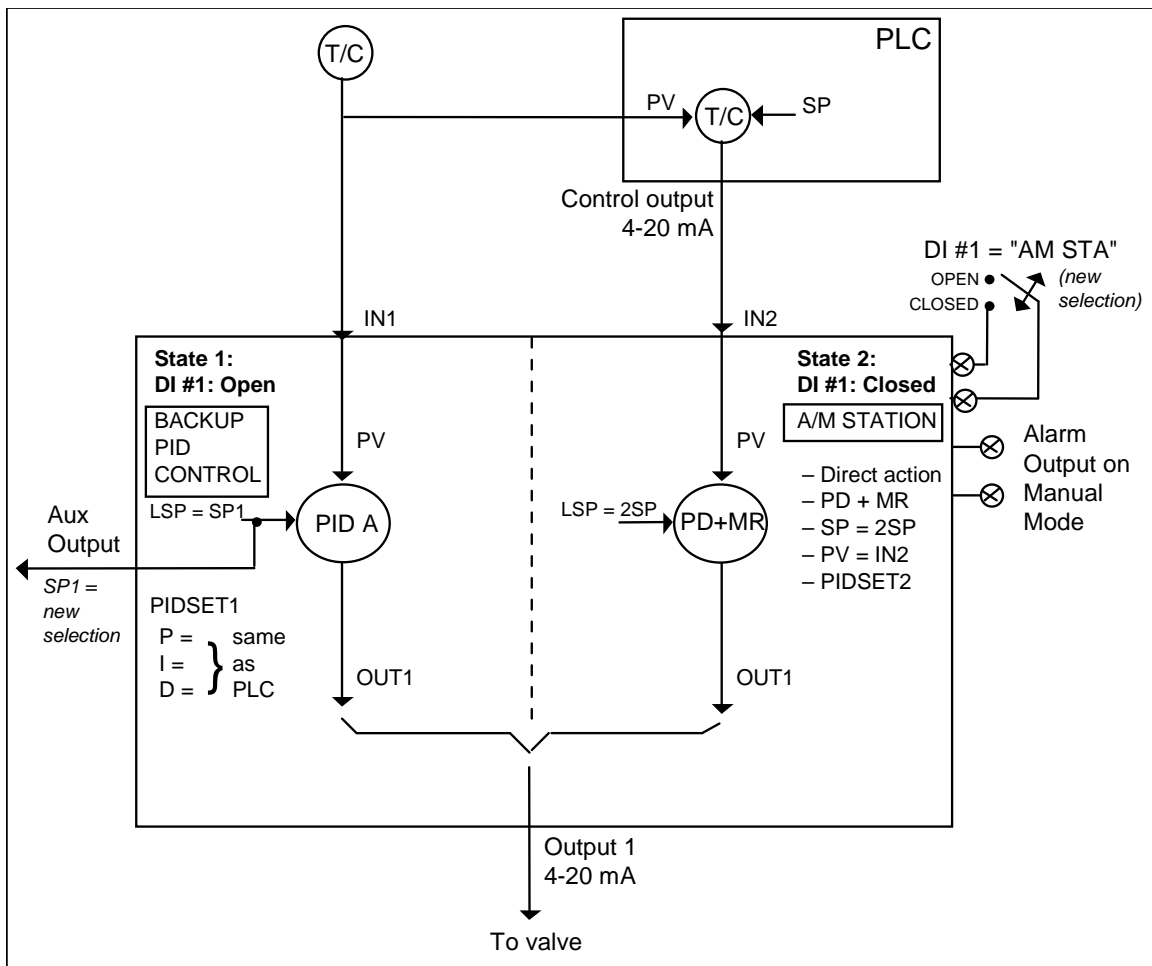 T/C
PLC
PV
T/C
SP
Control output
4-20 mA
DI #1 = "AM STA"
OPEN
CLOSED
(new
selection)
IN1
IN2
State 1:
DI #1: Open
BACKUP
PID
CONTROL
PV
LSP = SP1
PID A
Aux
Output
SP1 =
new
selection
PIDSET1
P =
I =
D =
}
same
as
PLC
OUT1
State 2:
DI #1: Closed
A/M STATION
PV
LSP = 2SP
PD+MR
– Direct action
– PD + MR
– SP = 2SP
– PV = IN2
– PIDSET2
OUT1
Alarm
Output on
Manual
Mode
Output 1
4-20 mA
To valve